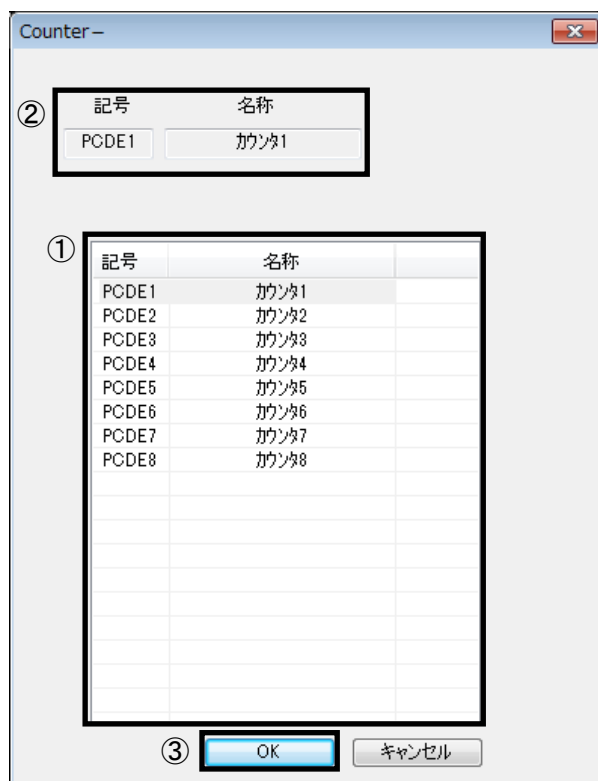 Counter –
② 記号 名称
PCDE1 カウンタ1
①
記号 名称
PCDE1 カウンタ1
PCDE2 カウンタ2
PCDE3 カウンタ3
PCDE4 カウンタ4
PCDE5 カウンタ5
PCDE6 カウンタ6
PCDE7 カウンタ7
PCDE8 カウンタ8
③ OK キャンセル